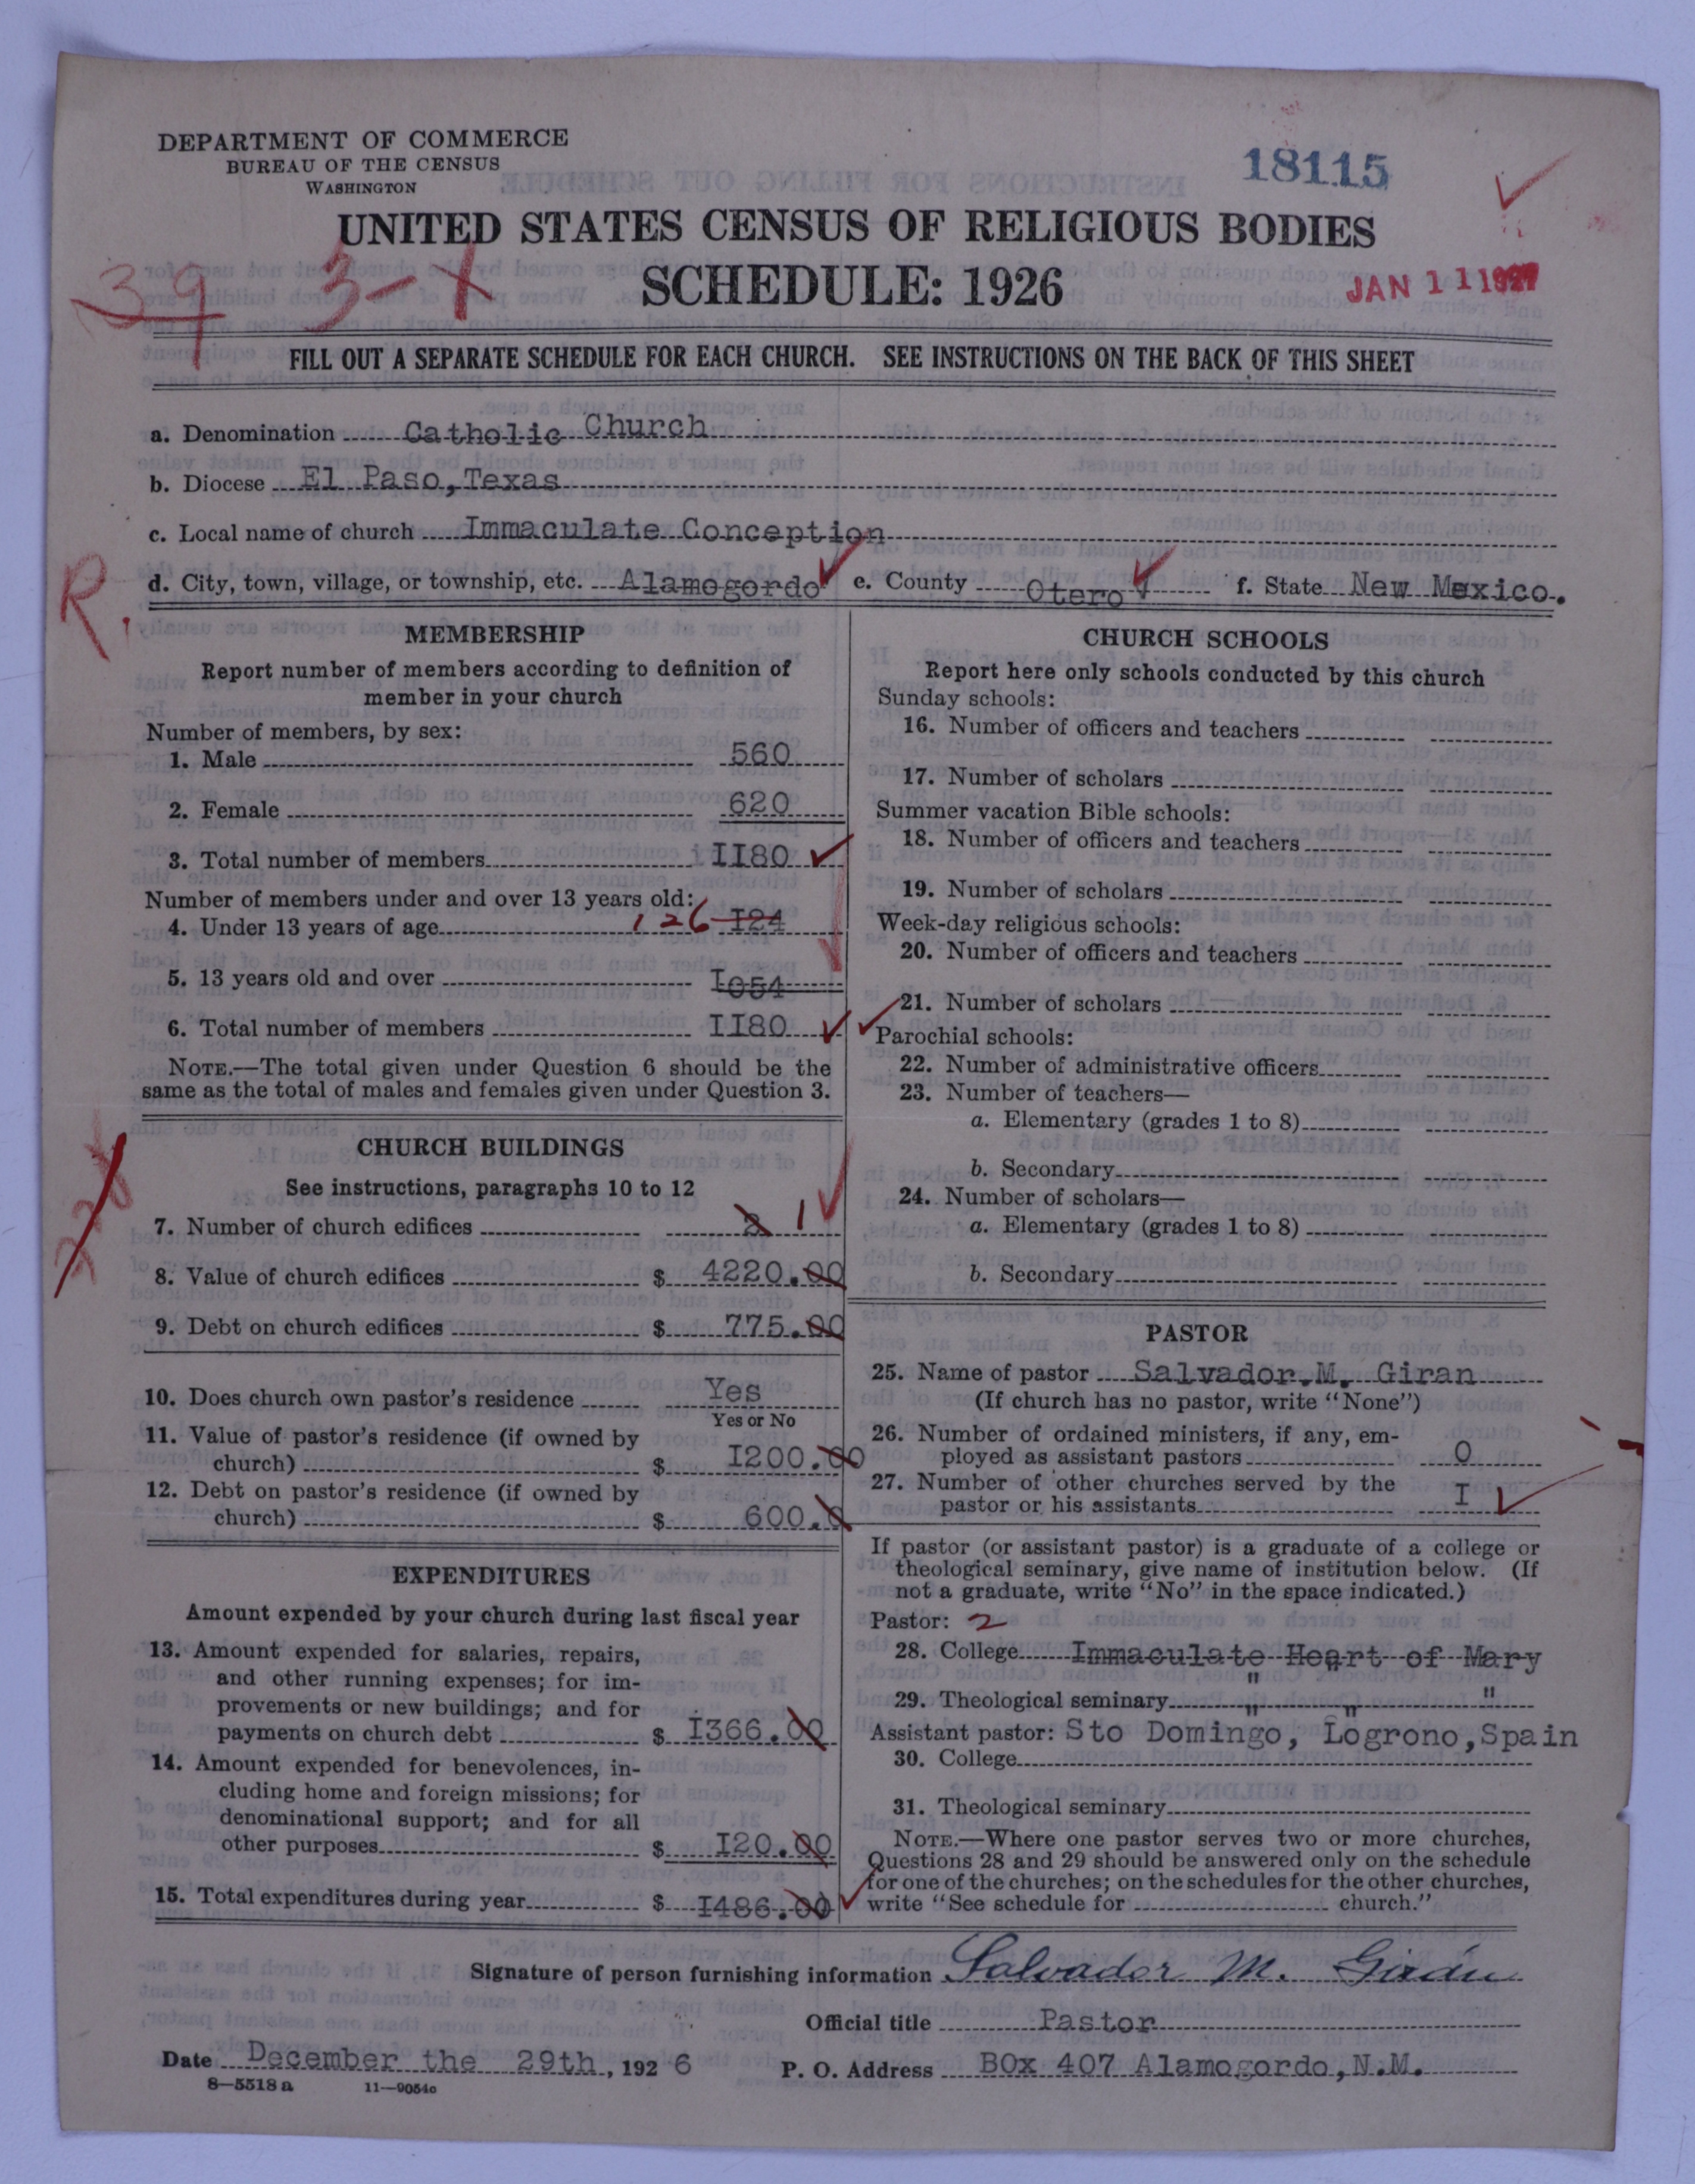 DEPARTMENT OF COMMERCE
BUREAU OF THE CENSUS
WASHINGTON
18115
UNITED STATES CENSUS OF RELIGIOUS BODIES
SCHEDULE: 1926
39 3-X
JAN 11 1927
FILL OUT A SEPARATE SCHEDULE FOR EACH CHURCH. SEE INSTRUCTIONS ON THE BACK OF THIS SHEET
a. Denomination Catholic Church
b. Diocese El Paso, Texas
c. Local name of church Immaculate Conception
d. City, town, village, or township, etc. Alamogordo e. County Otero f. State New Mexico.
R.
MEMBERSHIP
Report number of members according to definition of
member in your church
Number of members, by sex:
1. Male 560
2. Female 620
3. Total number of members I I80
Number of members under and over 13 years old:
4. Under 13 years of age 126 I24
5. 13 years old and over I054
6. Total number of members I I80
NOTE.—The total given under Question 6 should be the
same as the total of males and females given under Question 3.
CHURCH BUILDINGS
See instructions, paragraphs 10 to 12
7. Number of church edifices 2 1
8. Value of church edifices $ 4220.00
9. Debt on church edifices $ 775.00
10. Does church own pastor's residence Yes
Yes or No
11. Value of pastor's residence (if owned by
church) $ I200.00
12. Debt on pastor's residence (if owned by
church) $ 600.0
EXPENDITURES
Amount expended by your church during last fiscal year
13. Amount expended for salaries, repairs,
and other running expenses; for im-
provements or new buildings; and for
payments on church debt $ I366.00
14. Amount expended for benevolences, in-
cluding home and foreign missions; for
denominational support; and for all
other purposes $ I20.00
15. Total expenditures during year $ I486.00
CHURCH SCHOOLS
Report here only schools conducted by this church
Sunday schools:
16. Number of officers and teachers
17. Number of scholars
Summer vacation Bible schools:
18. Number of officers and teachers
19. Number of scholars
Week-day religious schools:
20. Number of officers and teachers
21. Number of scholars
Parochial schools:
22. Number of administrative officers
23. Number of teachers—
a. Elementary (grades 1 to 8)
b. Secondary
24. Number of scholars—
a. Elementary (grades 1 to 8)
b. Secondary
PASTOR
25. Name of pastor Salvador.M. Giran
(If church has no pastor, write "None")
26. Number of ordained ministers, if any, em-
ployed as assistant pastors 0
27. Number of other churches served by the
pastor or his assistants I
If pastor (or assistant pastor) is a graduate of a college or
theological seminary, give name of institution below. (If
not a graduate, write "No" in the space indicated.)
Pastor: 2
28. College Immaculate Heart of Mary
29. Theological seminary " " "
Assistant pastor: Sto Domingo, Logrono, Spain
30. College
31. Theological seminary
NOTE.—Where one pastor serves two or more churches,
Questions 28 and 29 should be answered only on the schedule
for one of the churches; on the schedules for the other churches,
write "See schedule for church."
Signature of person furnishing information Salvador M. Girán
Official title Pastor
Date December the 29th, 1926 P. O. Address BOx 407 Alamogordo, N.M.
8—5518 a 11—9054c